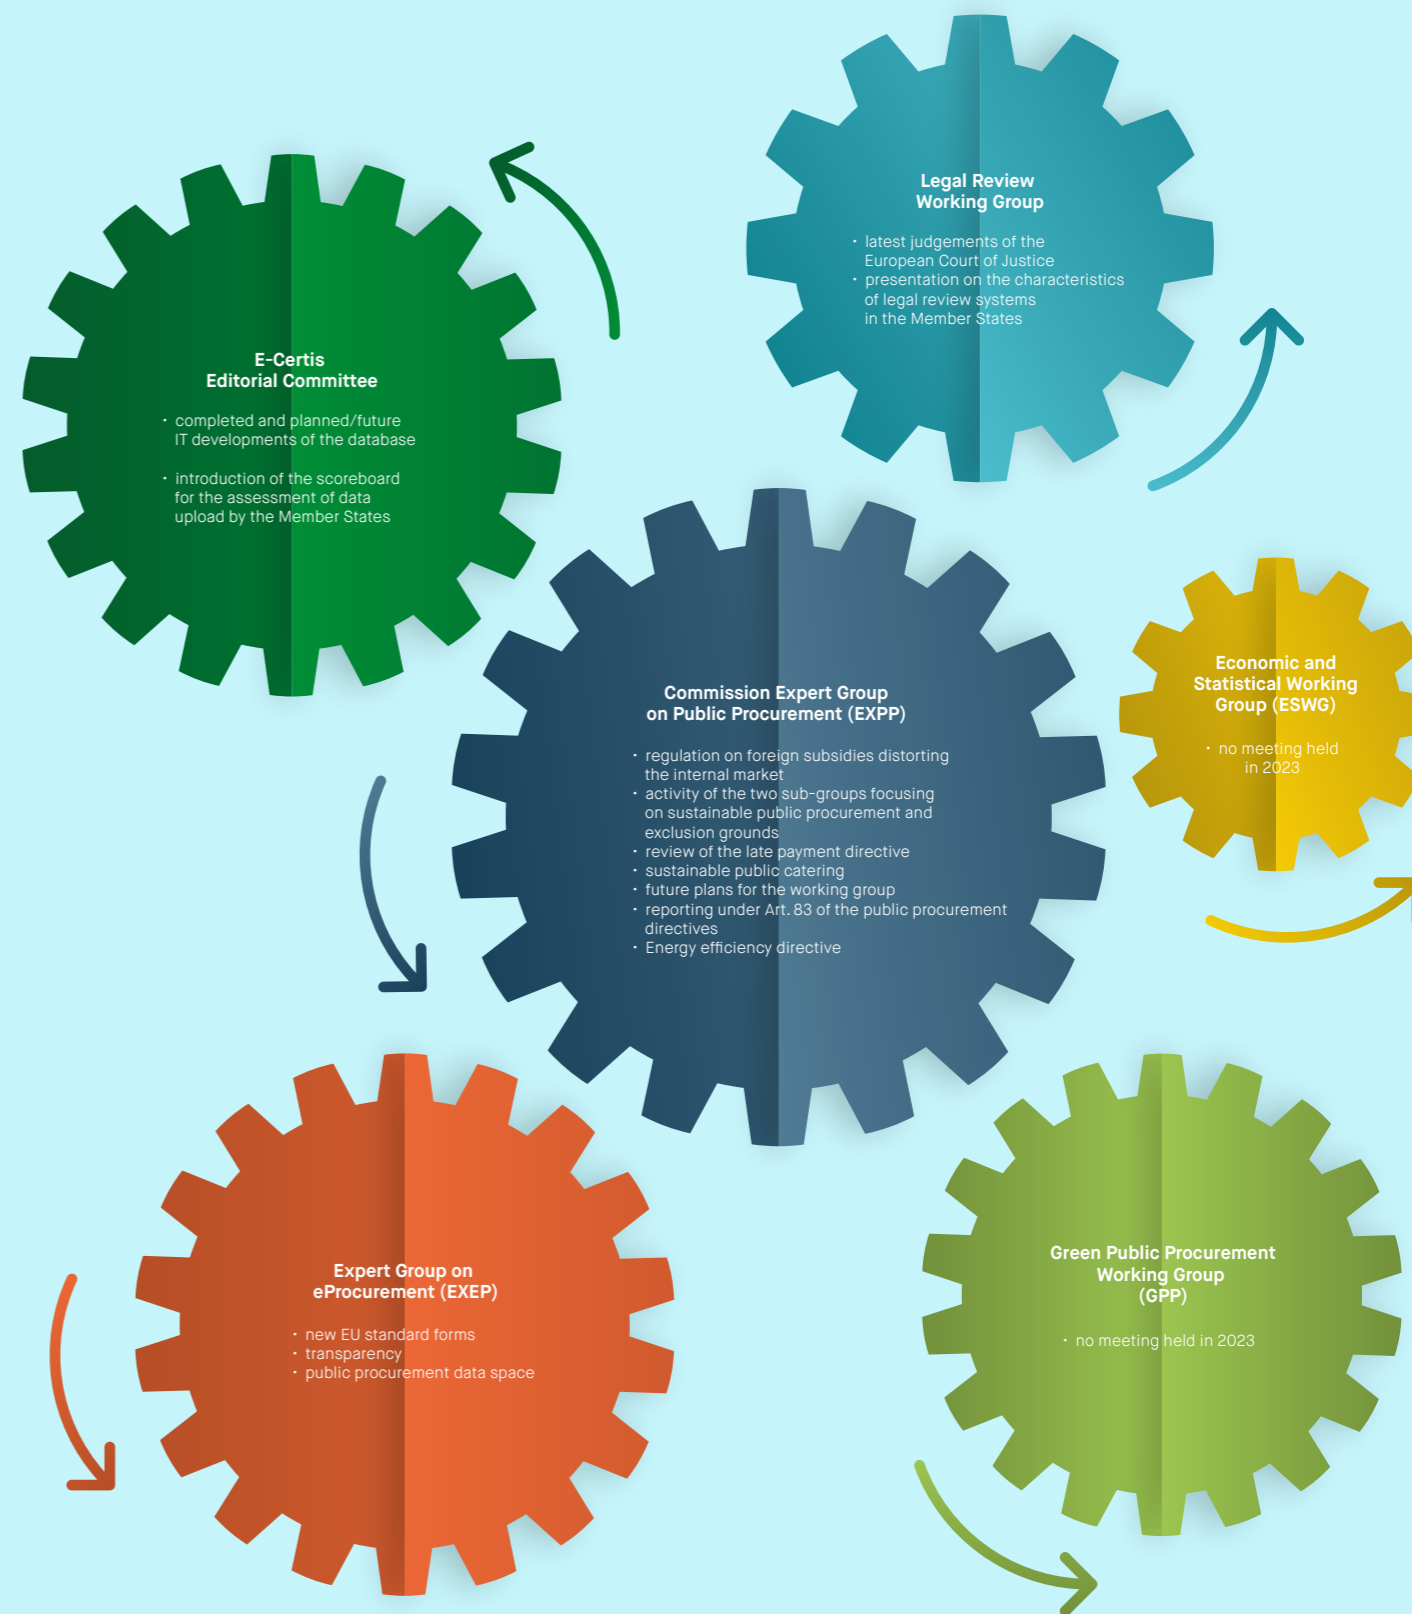 Legal Review
Working Group
· latest judgements of the
European Court of Justice
· presentation on the characteristics
of legal review systems
in the Member States
E-Certis
Editorial Committee
· completed and planned/future
IT developments of the database
· introduction of the scoreboard
for the assessment of data
upload by the Member States
Economic and
Statistical Working
Group (ESWG)
· no meeting held
in 2023
Commission Expert Group
on Public Procurement (EXPP)
· regulation on foreign subsidies distorting
the internal market
· activity of the two sub-groups focusing
on sustainable public procurement and
exclusion grounds
· review of the late payment directive
· sustainable public catering
· future plans for the working group
· reporting under Art. 83 of the public procurement
directives
· Energy efficiency directive
Expert Group on
eProcurement (EXEP)
· new EU standard forms
· transparency
· public procurement data space
Green Public Procurement
Working Group
(GPP)
· no meeting held in 2023